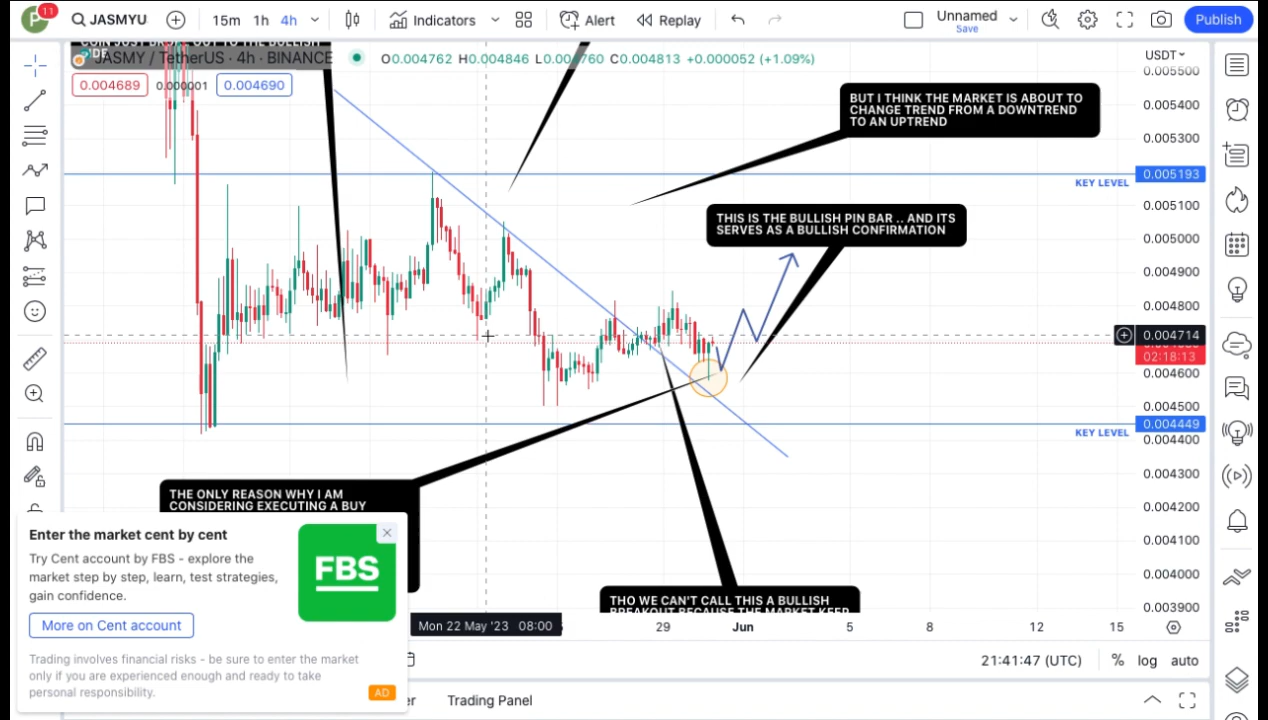 P
11
JASMYU
15m
1h
4h
Indicators
Alert
Replay
Unnamed
Save
Publish
JASMY / TetherUS · 4h · BINANCE
O0.004762 H0.004846 L0.004760 C0.004813 +0.000052 (+1.09%)
0.004689
0.000001
0.004690
USDT
0.005500
0.005400
0.005300
0.005193
KEY LEVEL
0.005100
0.005000
0.004900
0.004800
0.004714
02:18:13
0.004600
0.004500
0.004449
KEY LEVEL
0.004400
0.004300
0.004200
0.004100
0.004000
0.003900
BUT I THINK THE MARKET IS ABOUT TO
CHANGE TREND FROM A DOWNTREND
TO AN UPTREND
THIS IS THE BULLISH PIN BAR .. AND ITS
SERVES AS A BULLISH CONFIRMATION
THE ONLY REASON WHY I AM
CONSIDERING EXECUTING A BUY
THO WE CAN'T CALL THIS A BULLISH
BREAKOUT BECAUSE THE MARKET KEEP
Enter the market cent by cent
Try Cent account by FBS - explore the
market step by step, learn, test strategies,
gain confidence.
More on Cent account
FBS
Trading involves financial risks - be sure to enter the market
only if you are experienced enough and ready to take
personal responsibility.
AD
Mon 22 May '23 08:00
29
Jun
5
8
12
15
21:41:47 (UTC)
%
log
auto
Trading Panel